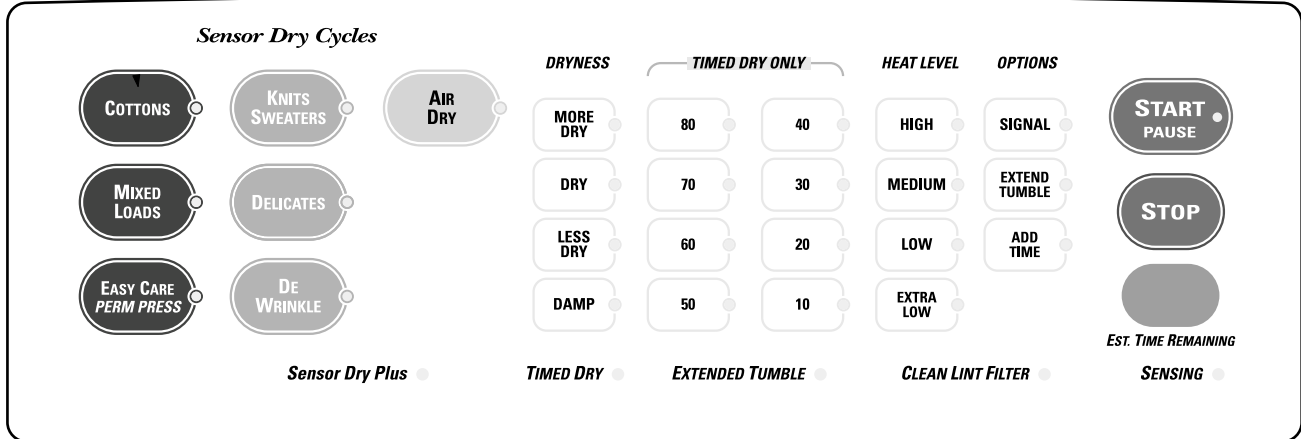 Sensor Dry Cycles
COTTONS
KNITS
SWEATERS
AIR
DRY
MIXED
LOADS
DELICATES
EASY CARE
PERM PRESS
DE
WRINKLE
DRYNESS
MORE
DRY
DRY
LESS
DRY
DAMP
TIMED DRY ONLY
80
40
70
30
60
20
50
10
HEAT LEVEL
HIGH
MEDIUM
LOW
EXTRA
LOW
OPTIONS
SIGNAL
EXTEND
TUMBLE
ADD
TIME
START
PAUSE
STOP
EST. TIME REMAINING
Sensor Dry Plus
TIMED DRY
EXTENDED TUMBLE
CLEAN LINT FILTER
SENSING